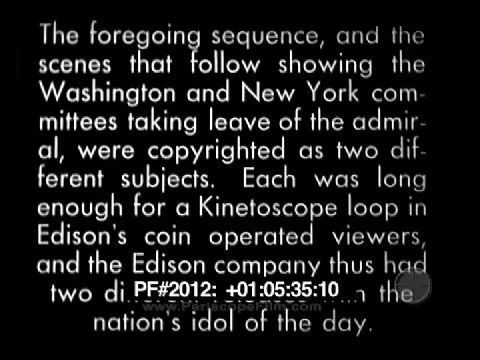 The foregoing sequence, and the
scenes that follow showing the
Washington and New York com-
mittees taking leave of the admir-
al, were copyrighted as two dif-
ferent subjects. Each was long
enough for a Kinetoscope loop in
Edison's coin operated viewers,
and the Edison company thus had
two the
PF#2012: +01:05:35:10
www.PeriscopeFilm.com
nation's idol of the day.